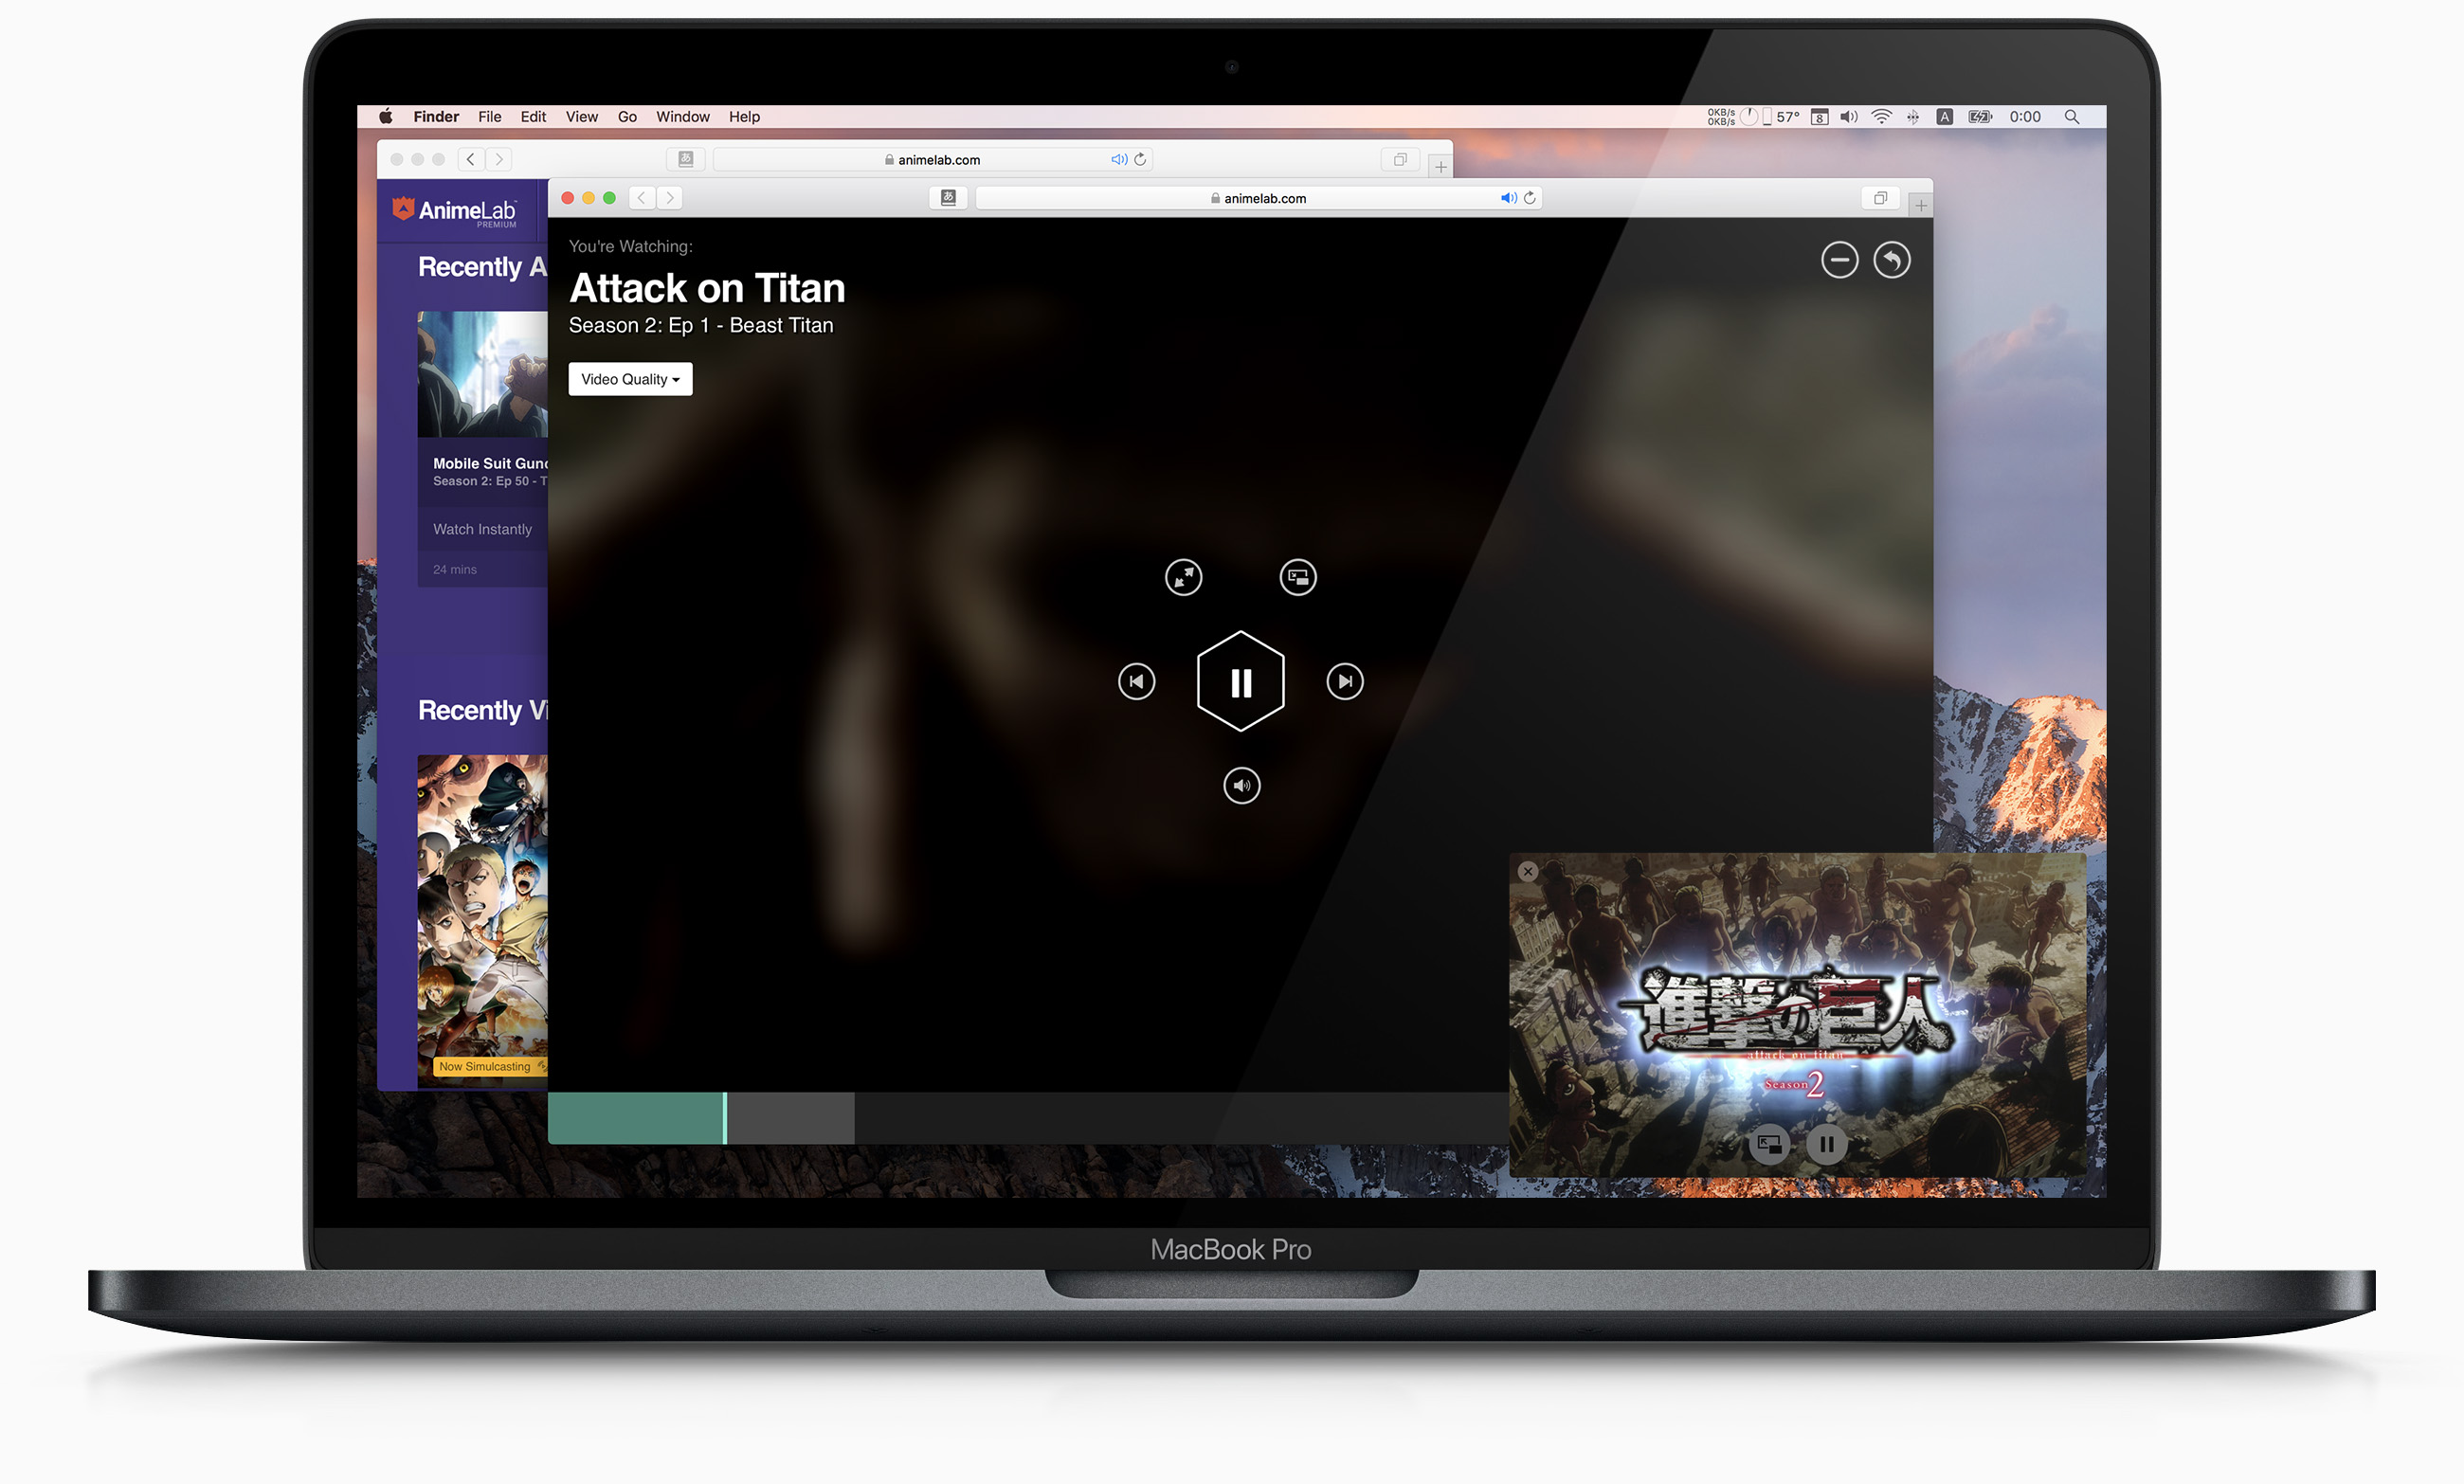 Finder File Edit View Go Window Help
0KB/s
0KB/s
57° 8 A 0:00
あ animelab.com
AnimeLab
PREMIUM
あ animelab.com
Recently A
Mobile Suit Gun
Season 2: Ep 50 - T
Watch Instantly
24 mins
Recently Vi
Now Simulcasting
You're Watching:
Attack on Titan
Season 2: Ep 1 - Beast Titan
Video Quality
進撃の巨人
attack on titan
Season 2
MacBook Pro